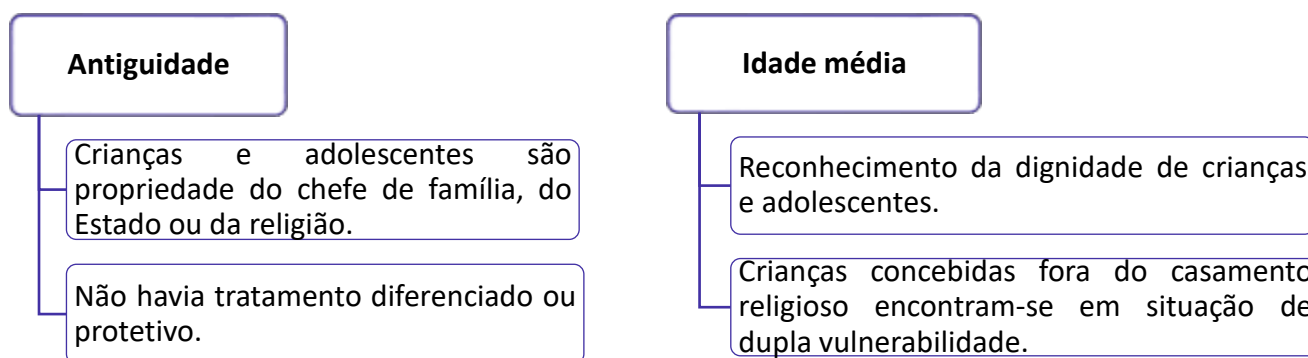 Antiguidade
Crianças e adolescentes são
propriedade do chefe de família, do
Estado ou da religião.
Não havia tratamento diferenciado ou
protetivo.
Idade média
Reconhecimento da dignidade de crianças
e adolescentes.
Crianças concebidas fora do casamento
religioso encontram-se em situação de
dupla vulnerabilidade.